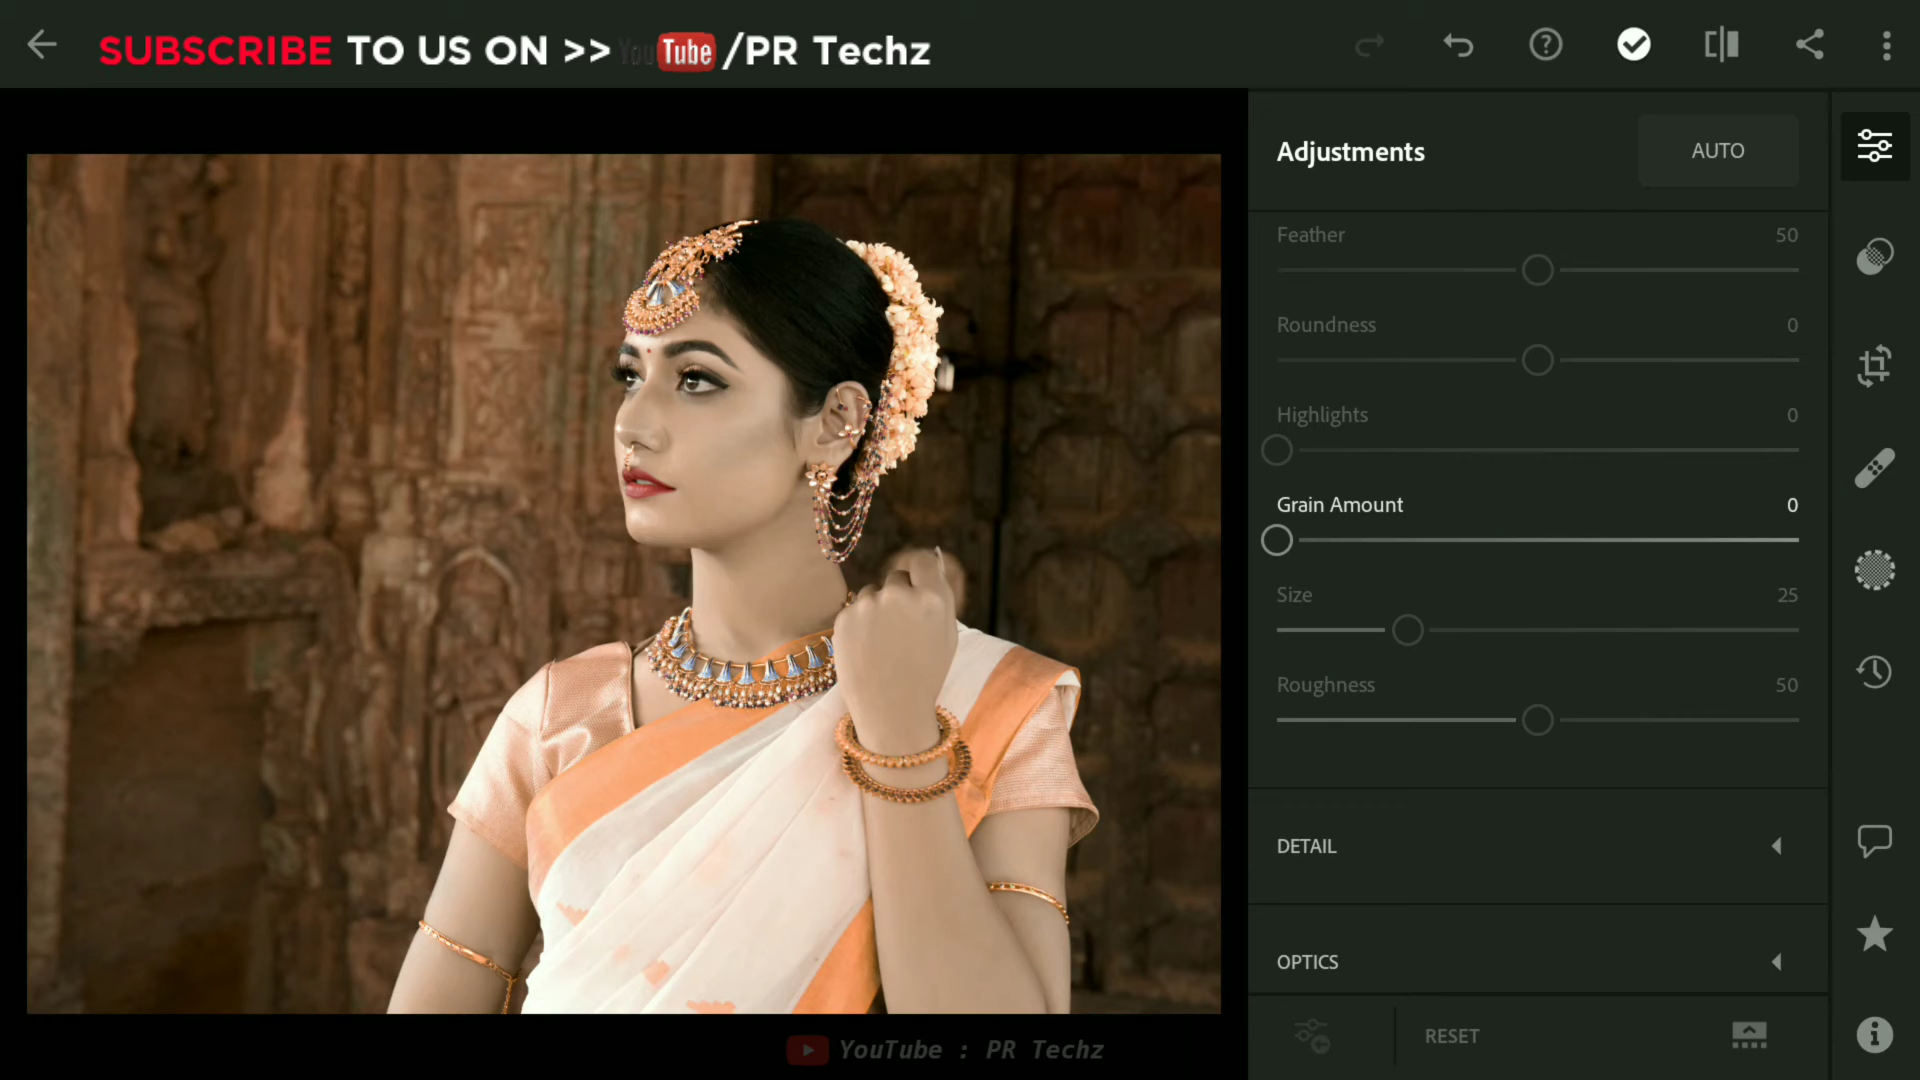 SUBSCRIBE TO US ON >> YouTube /PR Techz
Adjustments
AUTO
Feather 50
Roundness 0
Highlights 0
Grain Amount 0
Size 25
Roughness 50
DETAIL
OPTICS
RESET
YouTube : PR Techz